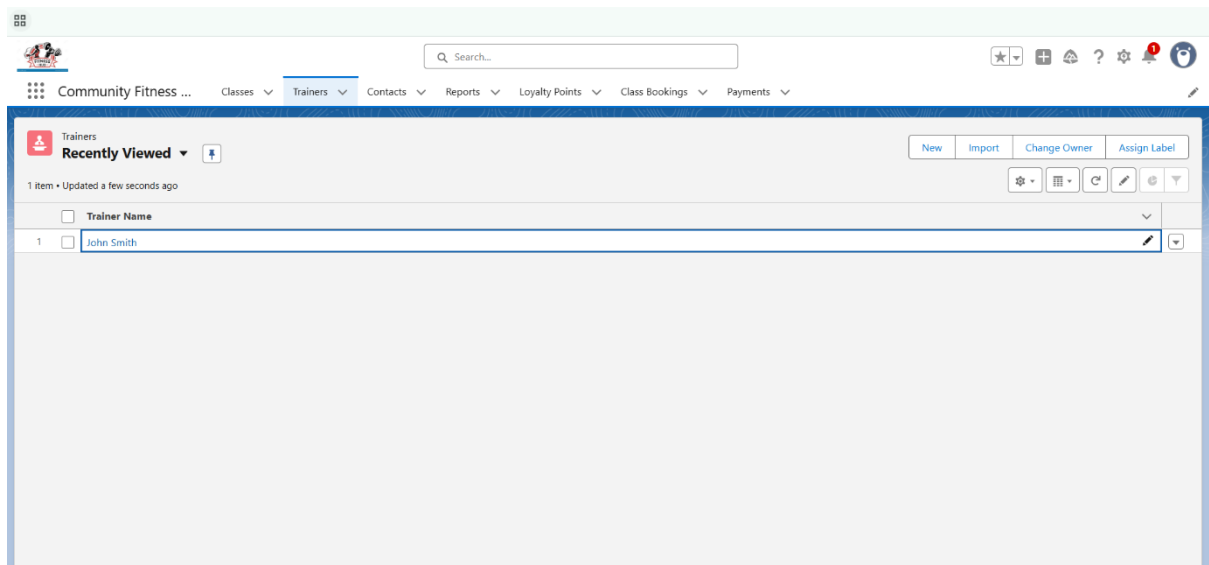 Search...
1
Community Fitness ... Classes Trainers Contacts Reports Loyalty Points Class Bookings Payments
Trainers
Recently Viewed
New Import Change Owner Assign Label
1 item • Updated a few seconds ago
Trainer Name
1 John Smith